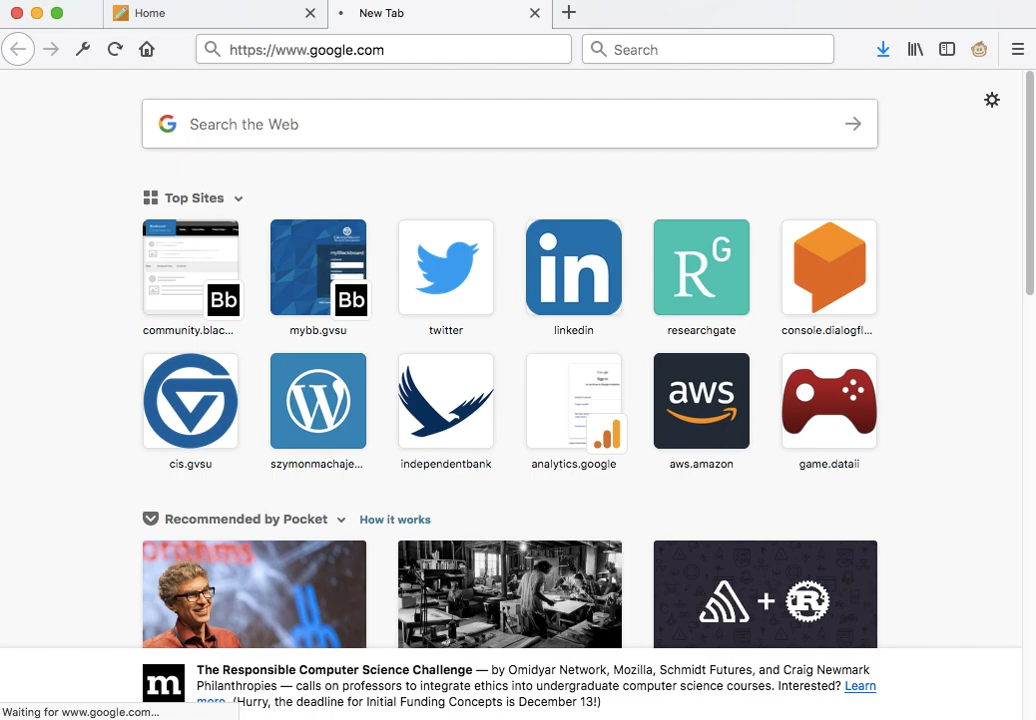 Home
New Tab
https://www.google.com
Search
Search the Web
Top Sites
Bb
Bb
in
RG
community.blac...
mybb.gvsu
twitter
linkedin
researchgate
console.dialogfl...
aws
cis.gvsu
szymonmachaje...
independentbank
analytics.google
aws.amazon
game.dataii
Recommended by Pocket
How it works
+
m
The Responsible Computer Science Challenge — by Omidyar Network, Mozilla, Schmidt Futures, and Craig Newmark
Philanthropies — calls on professors to integrate ethics into undergraduate computer science courses. Interested? Learn
more (Hurry, the deadline for Initial Funding Concepts is December 13!)
Waiting for www.google.com...